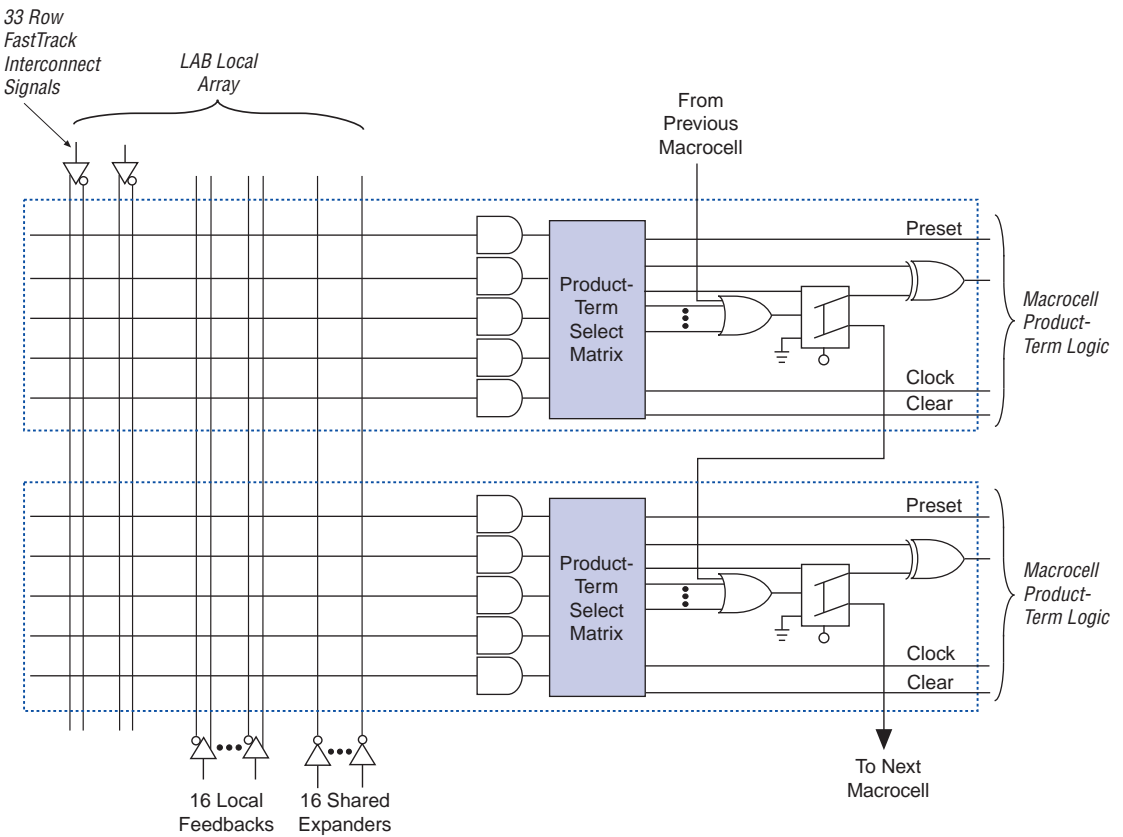 33 Row
FastTrack
Interconnect
Signals
LAB Local
Array
From
Previous
Macrocell
Preset
Product-
Term
Select
Matrix
Macrocell
Product-
Term Logic
Clock
Clear
Preset
Product-
Term
Select
Matrix
Macrocell
Product-
Term Logic
Clock
Clear
16 Local
Feedbacks
16 Shared
Expanders
To Next
Macrocell